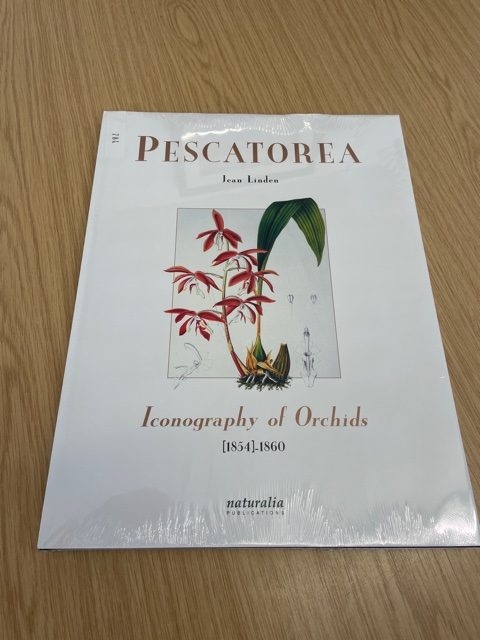 PESCATOREA
Jean Linden
Iconography of Orchids
[1854]-1860
naturalia
PUBLICATIONS